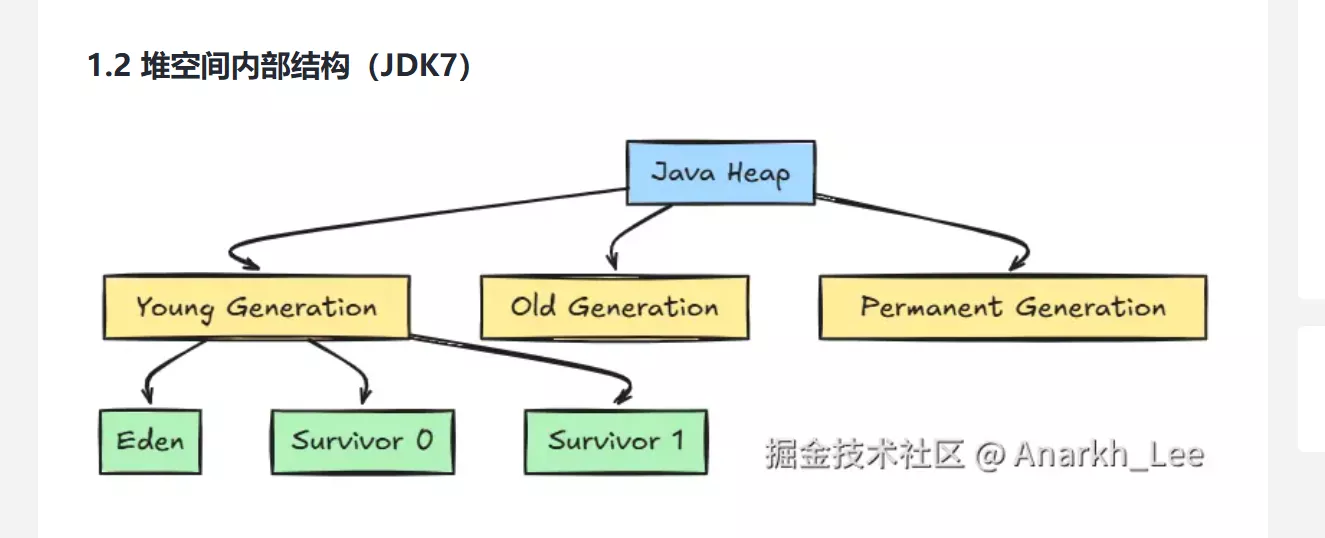 1.2 堆空间内部结构（JDK7）
Java Heap
Young Generation
Old Generation
Permanent Generation
Eden
Survivor 0
Survivor 1
掘金技术社区 @ Anarkh_Lee